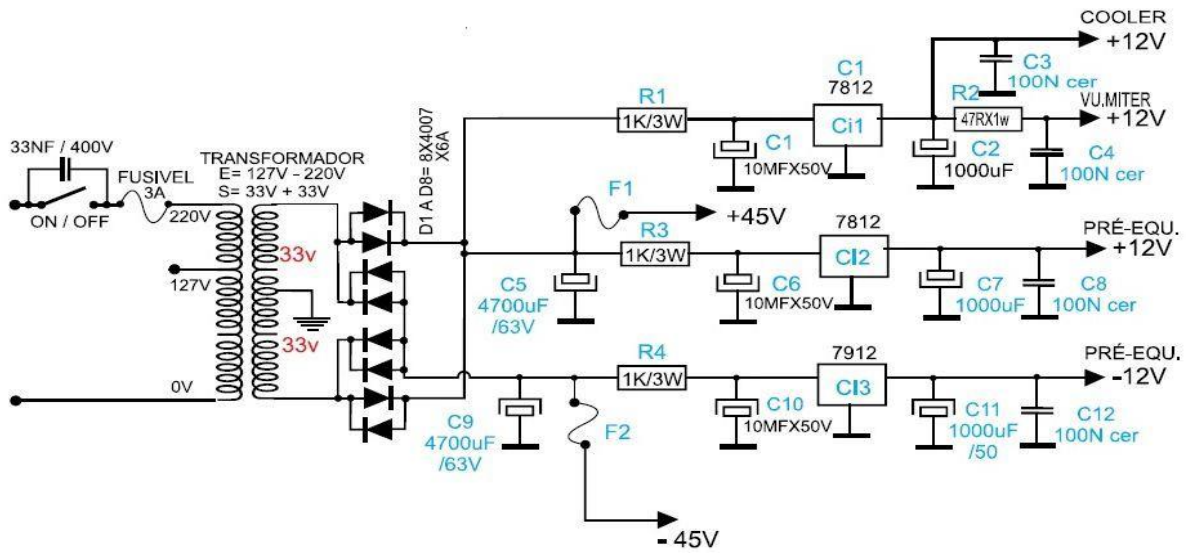 COOLER
+12V
C3
100N cer
C1
7812
Ci1
R1
1K/3W
R2
47RX1w
VU.MITER
+12V
C1
10MFX50V
C2
1000uF
C4
100N cer
33NF / 400V
FUSIVEL
3A
ON / OFF
TRANSFORMADOR
E= 127V - 220V
S= 33V + 33V
D1 A D8= 8X4007
X6A
220V
127V
0V
33v
33v
F1
+45V
R3
1K/3W
7812
CI2
PRÉ-EQU.
+12V
C5
4700uF
/63V
C6
10MFX50V
C7
1000uF
C8
100N cer
R4
1K/3W
7912
CI3
PRÉ-EQU.
-12V
C9
4700uF
/63V
F2
C10
10MFX50V
C11
1000uF
/50
C12
100N cer
- 45V